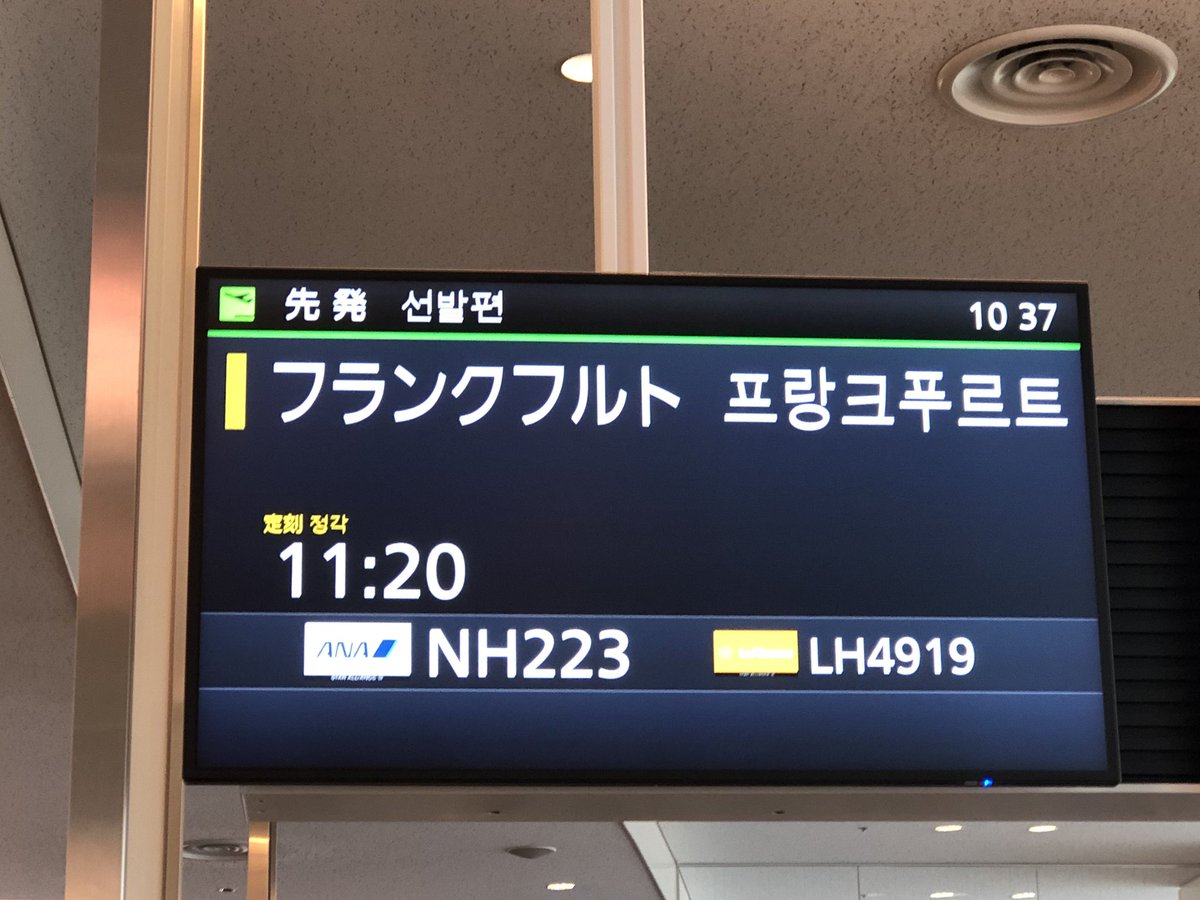 先発 선발편 10 37
フランクフルト 프랑크푸르트
定刻 정각
11:20
ANA NH223 LH4919